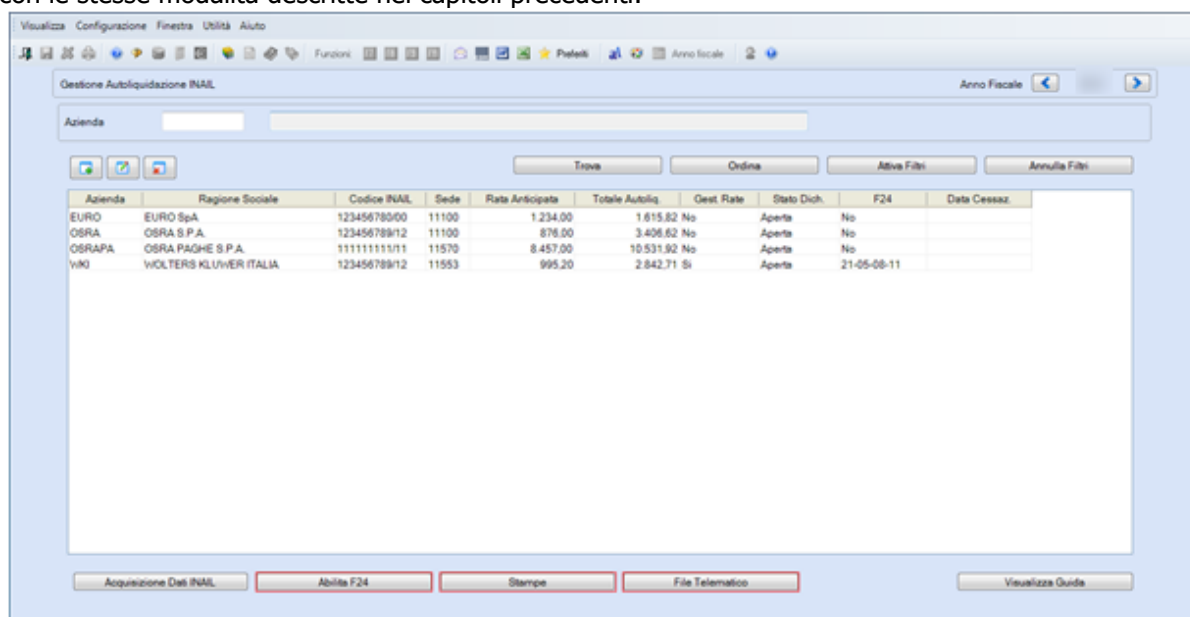 con le stesse modalità descritte nei capitoli precedenti.
Visualizza Configurazione Finestra Utilità Aiuto
Funzioni Preferiti Anno fiscale
Gestione Autoliquidazione INAIL Anno Fiscale
Azienda
Trova Ordina Attiva Filtri Annulla Filtri
Azienda Ragione Sociale Codice INAIL Sede Rata Anticipata Totale Autoliq. Gest. Rate Stato Dich. F24 Data Cessaz.
EURO EURO SpA 123456780/00 11100 1.234,00 1.615,82 No Aperta No
OSRA OSRA S.P.A. 123456789/12 11100 876,00 3.406,62 No Aperta No
OSRAPA OSRA PAGHE S.P.A. 111111111/11 11570 8.457,00 10.531,92 No Aperta No
WKI WOLTERS KLUWER ITALIA 123456789/12 11553 995,20 2.842,71 Si Aperta 21-05-08-11
Acquisizione Dati INAIL Abilita F24 Stampe File Telematico Visualizza Guida